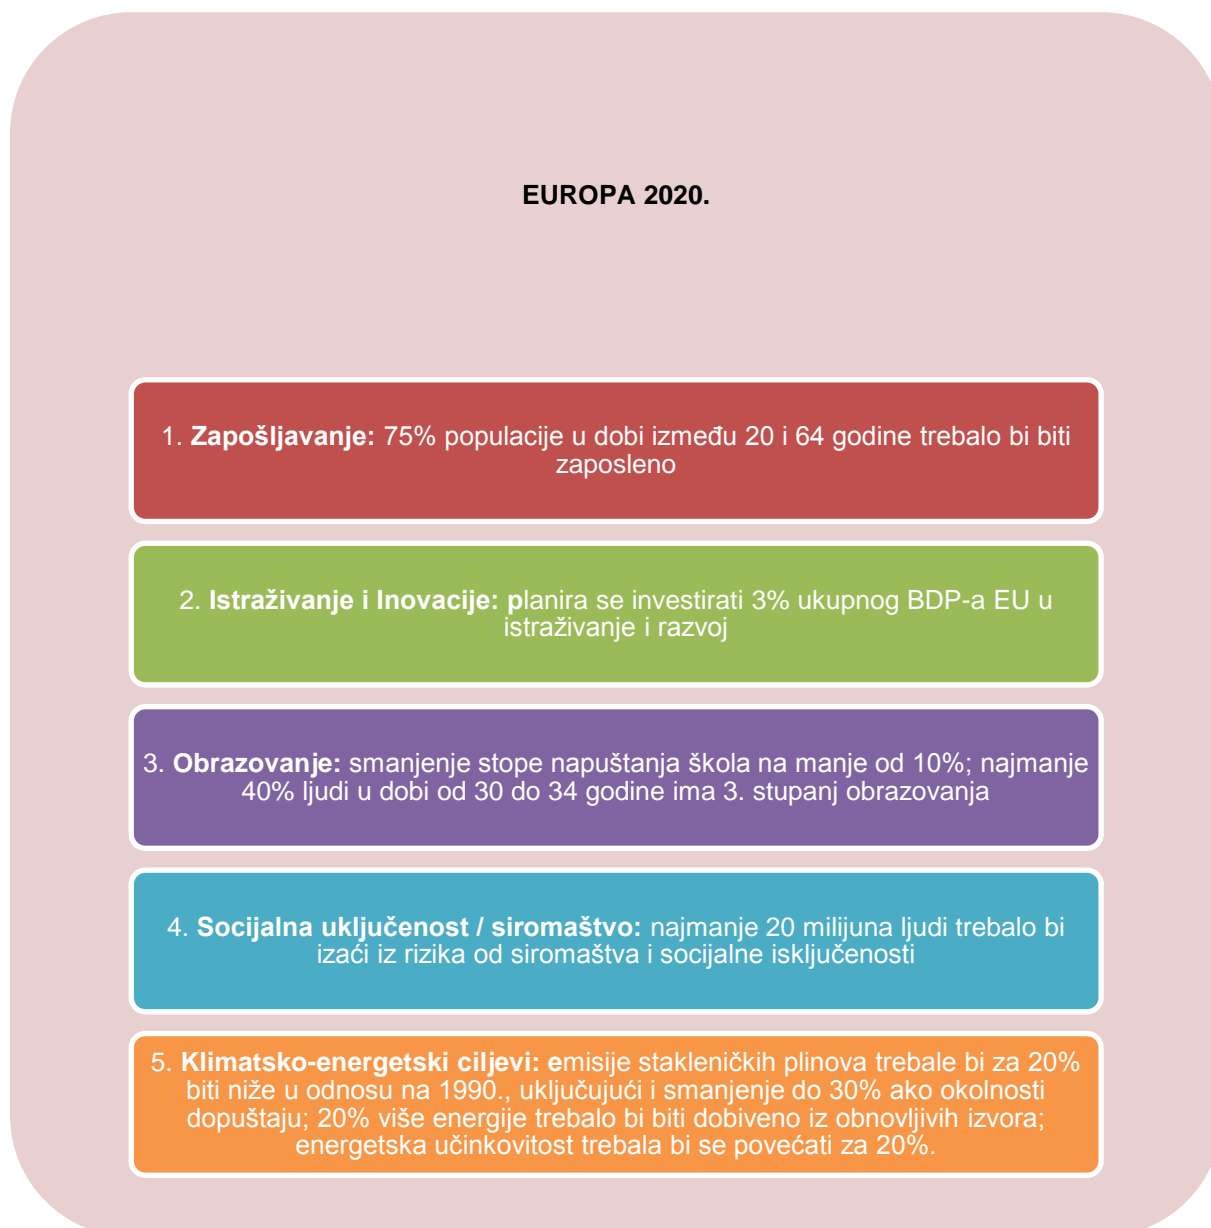 EUROPA 2020.
1. Zapošljavanje: 75% populacije u dobi između 20 i 64 godine trebalo bi biti
zaposleno
2. Istraživanje i Inovacije: planira se investirati 3% ukupnog BDP-a EU u
istraživanje i razvoj
3. Obrazovanje: smanjenje stope napuštanja škola na manje od 10%; najmanje
40% ljudi u dobi od 30 do 34 godine ima 3. stupanj obrazovanja
4. Socijalna uključenost / siromaštvo: najmanje 20 milijuna ljudi trebalo bi
izaći iz rizika od siromaštva i socijalne isključenosti
5. Klimatsko-energetski ciljevi: emisije stakleničkih plinova trebale bi za 20%
biti niže u odnosu na 1990., uključujući i smanjenje do 30% ako okolnosti
dopuštaju; 20% više energije trebalo bi biti dobiveno iz obnovljivih izvora;
energetska učinkovitost trebala bi se povećati za 20%.